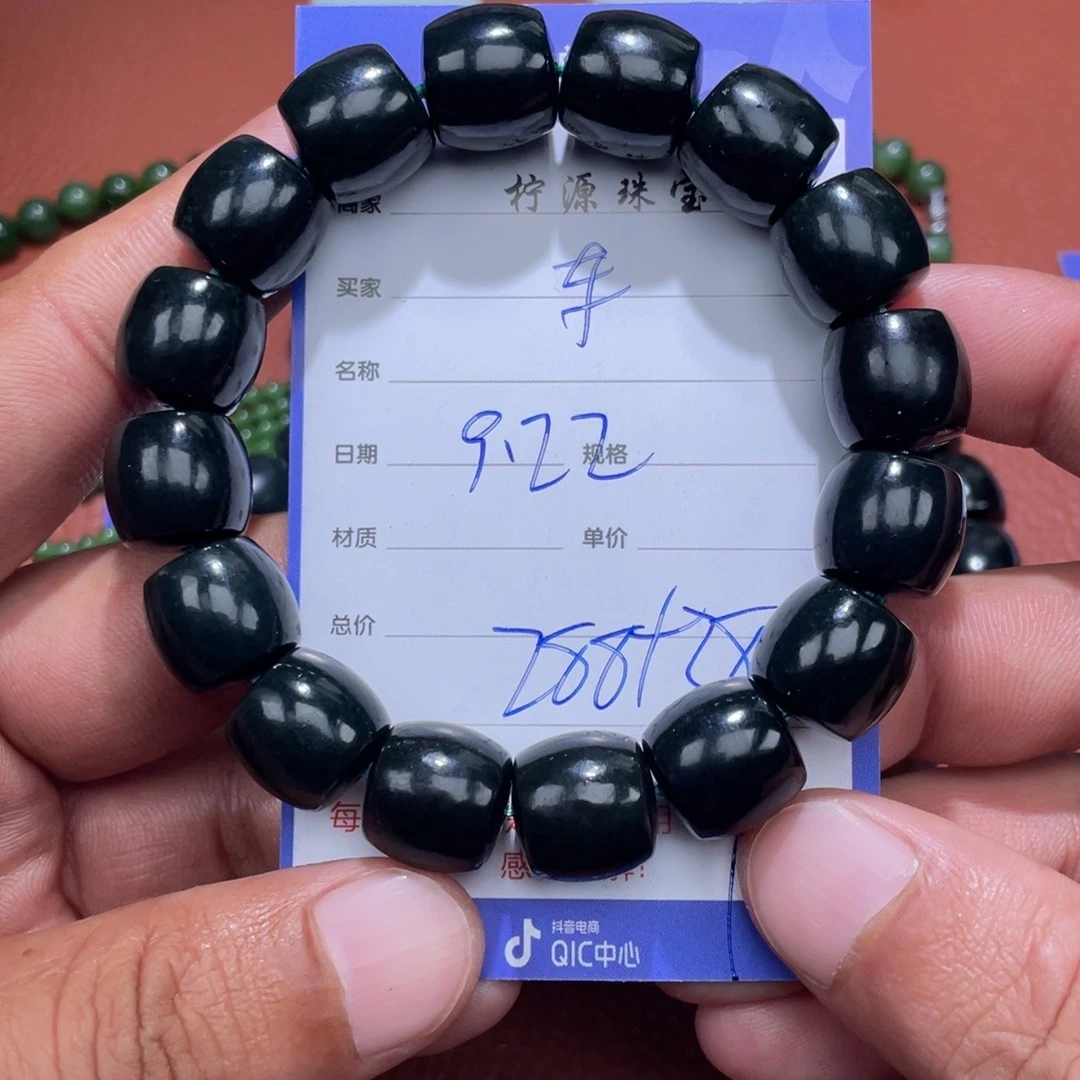 柠源珠宝
商家
买家 车
名称
日期 9.22 规格
材质 单价
总价
每
感
抖音电商
QIC中心